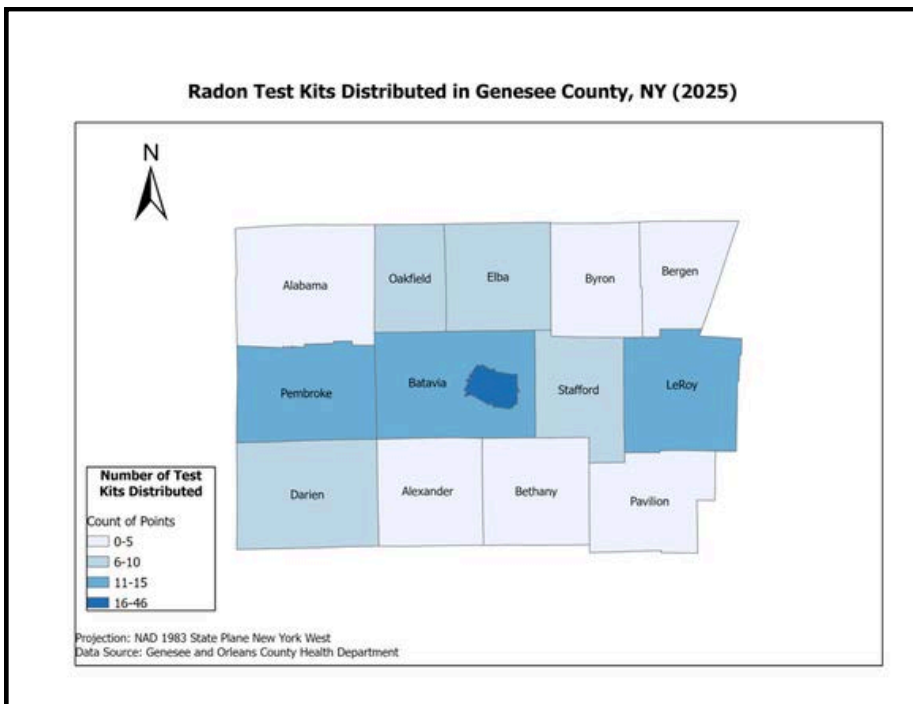 Radon Test Kits Distributed in Genesee County, NY (2025)
N
Alabama
Oakfield
Elba
Byron
Bergen
Pembroke
Batavia
Stafford
LeRoy
Darien
Alexander
Bethany
Pavilion
Number of Test
Kits Distributed
Count of Points
0-5
6-10
11-15
16-46
Projection: NAD 1983 State Plane New York West
Data Source: Genesee and Orleans County Health Department